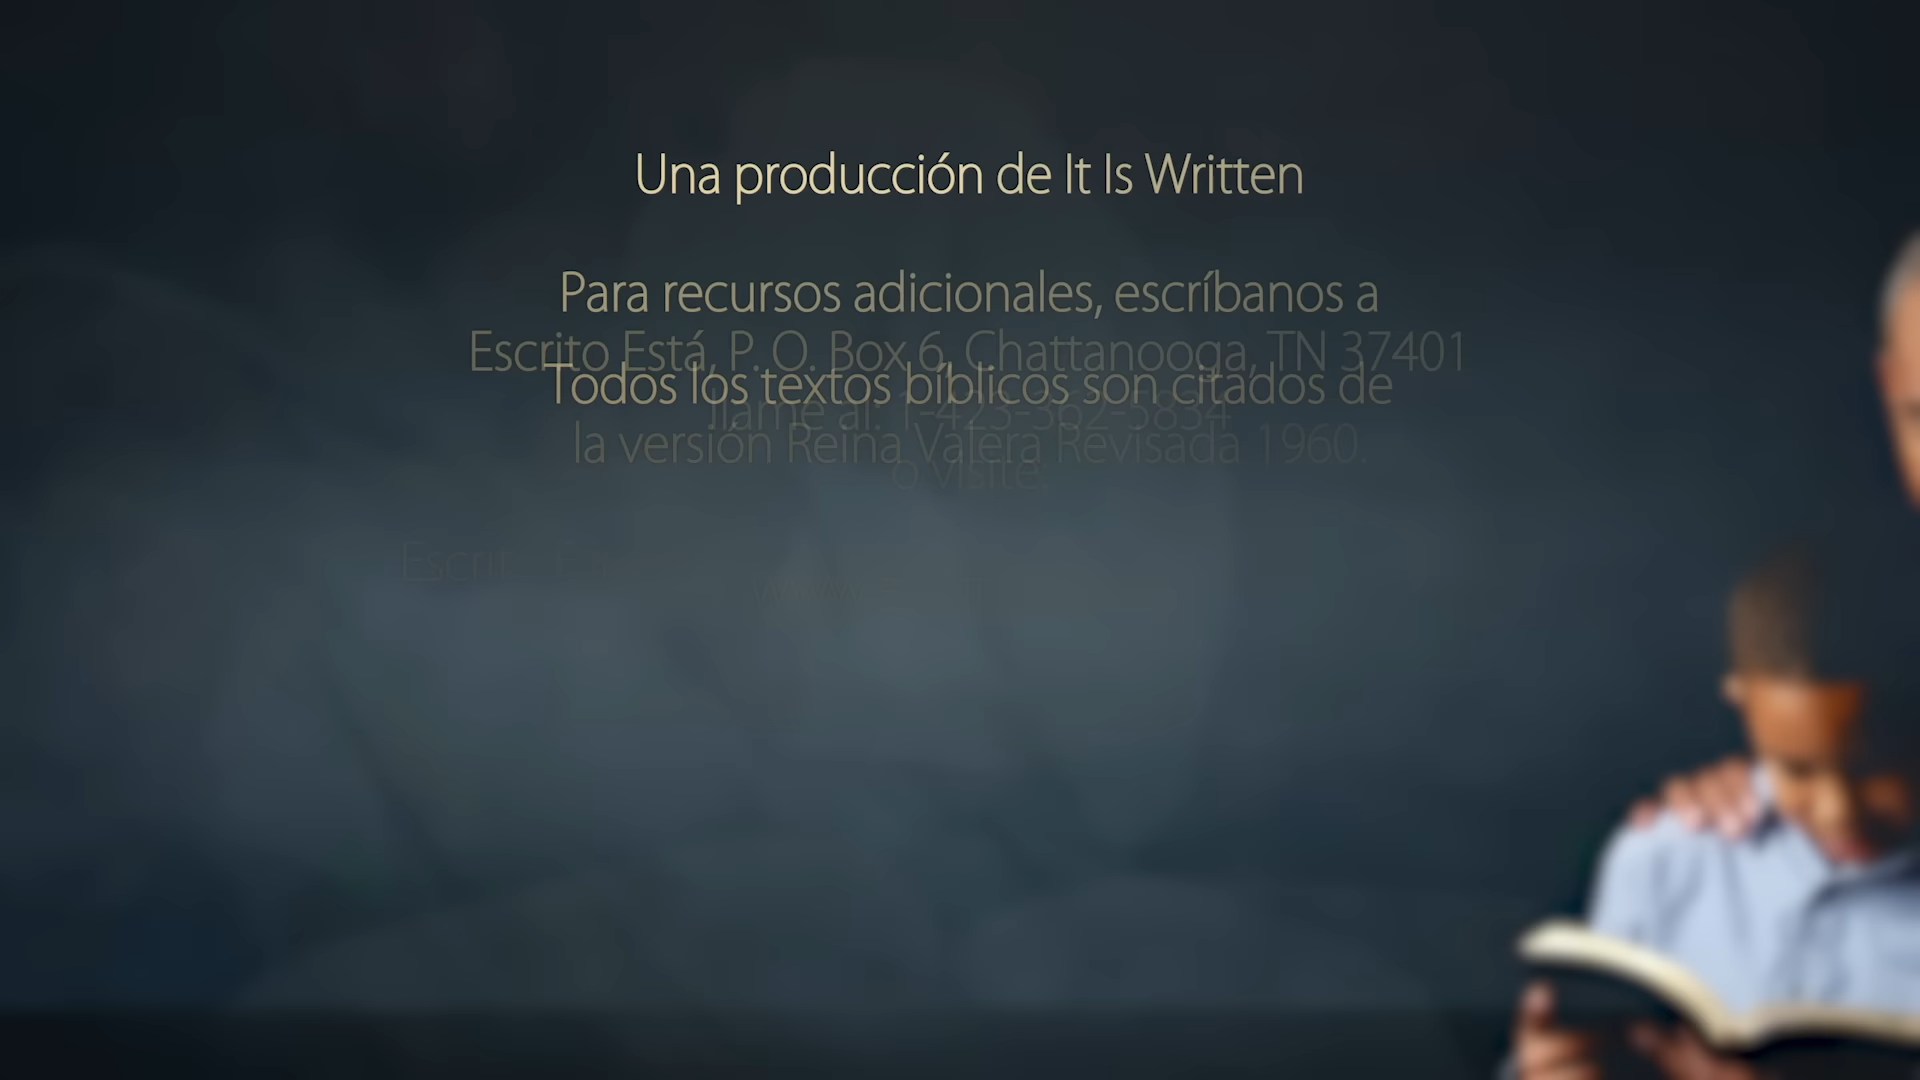 Una producción de It Is Written
Para recursos adicionales, escríbanos a
Escrito Está, P. O. Box 6, Chattanooga, TN 37401
Todos los textos bíblicos son citados de
llame al: 1-423-362-5834
la versión Reina Valera Revisada 1960.
o visite,